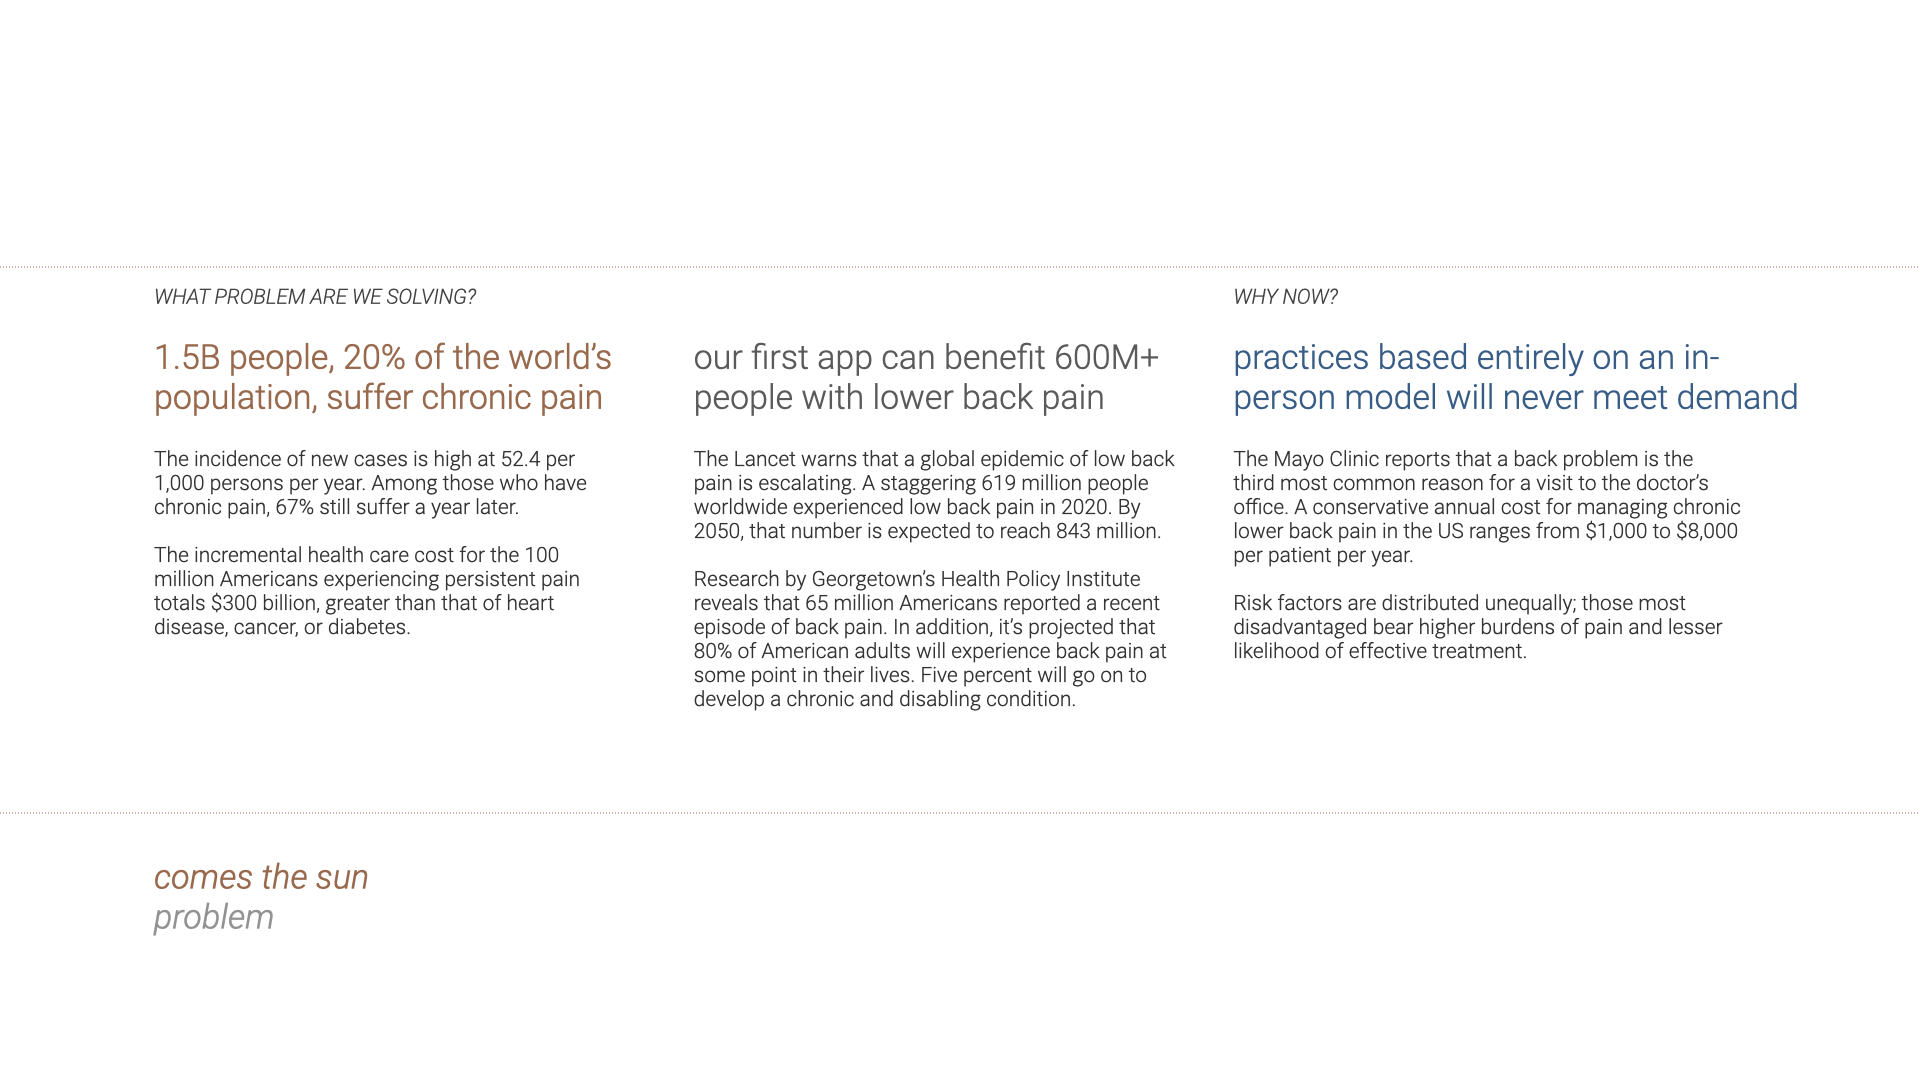 WHAT PROBLEM ARE WE SOLVING?
1.5B people, 20% of the world’s
population, suffer chronic pain
The incidence of new cases is high at 52.4 per
1,000 persons per year. Among those who have
chronic pain, 67% still suffer a year later.
The incremental health care cost for the 100
million Americans experiencing persistent pain
totals $300 billion, greater than that of heart
disease, cancer, or diabetes.
our first app can benefit 600M+
people with lower back pain
The Lancet warns that a global epidemic of low back
pain is escalating. A staggering 619 million people
worldwide experienced low back pain in 2020. By
2050, that number is expected to reach 843 million.
Research by Georgetown’s Health Policy Institute
reveals that 65 million Americans reported a recent
episode of back pain. In addition, it’s projected that
80% of American adults will experience back pain at
some point in their lives. Five percent will go on to
develop a chronic and disabling condition.
WHY NOW?
practices based entirely on an in-
person model will never meet demand
The Mayo Clinic reports that a back problem is the
third most common reason for a visit to the doctor’s
office. A conservative annual cost for managing chronic
lower back pain in the US ranges from $1,000 to $8,000
per patient per year.
Risk factors are distributed unequally; those most
disadvantaged bear higher burdens of pain and lesser
likelihood of effective treatment.
comes the sun
problem